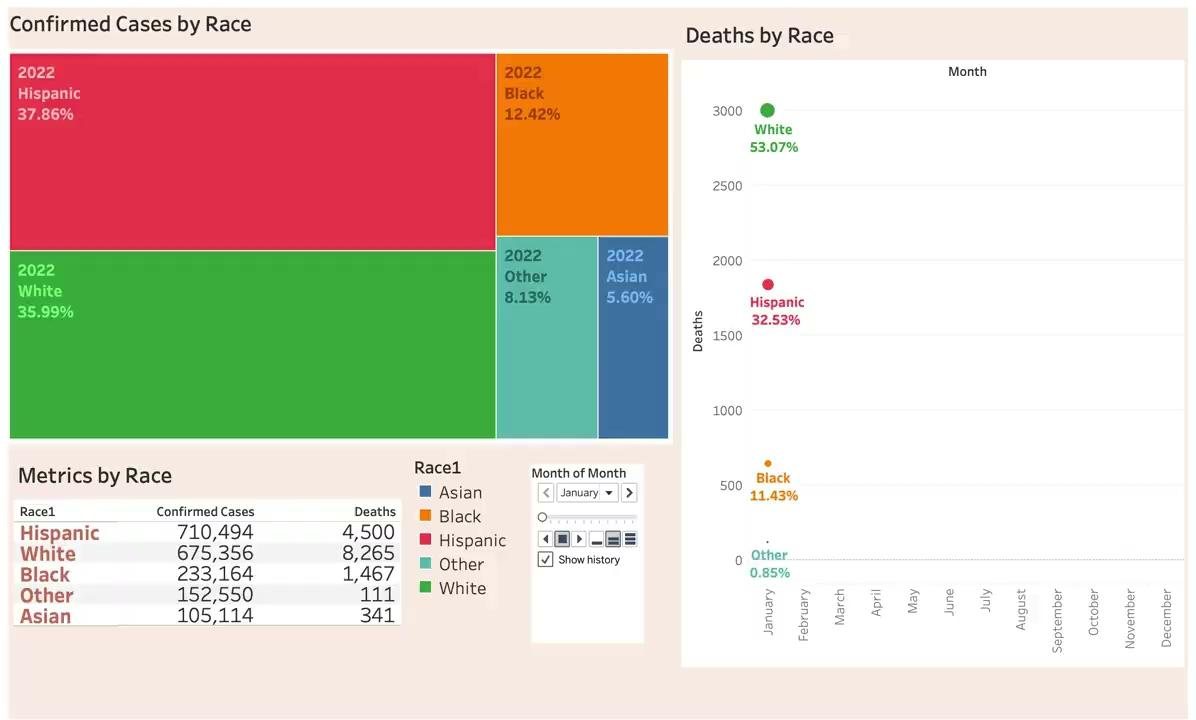 Confirmed Cases by Race
2022
Hispanic
37.86%
2022
Black
12.42%
2022
White
35.99%
2022
Other
8.13%
2022
Asian
5.60%
Deaths by Race
Month
3000
2500
2000
1500
1000
500
0
Deaths
White
53.07%
Hispanic
32.53%
Black
11.43%
Other
0.85%
January
February
March
April
May
June
July
August
September
October
November
December
Metrics by Race
Race1 Confirmed Cases Deaths
Hispanic 710,494 4,500
White 675,356 8,265
Black 233,164 1,467
Other 152,550 111
Asian 105,114 341
Race1
Asian
Black
Hispanic
Other
White
Month of Month
January
Show history